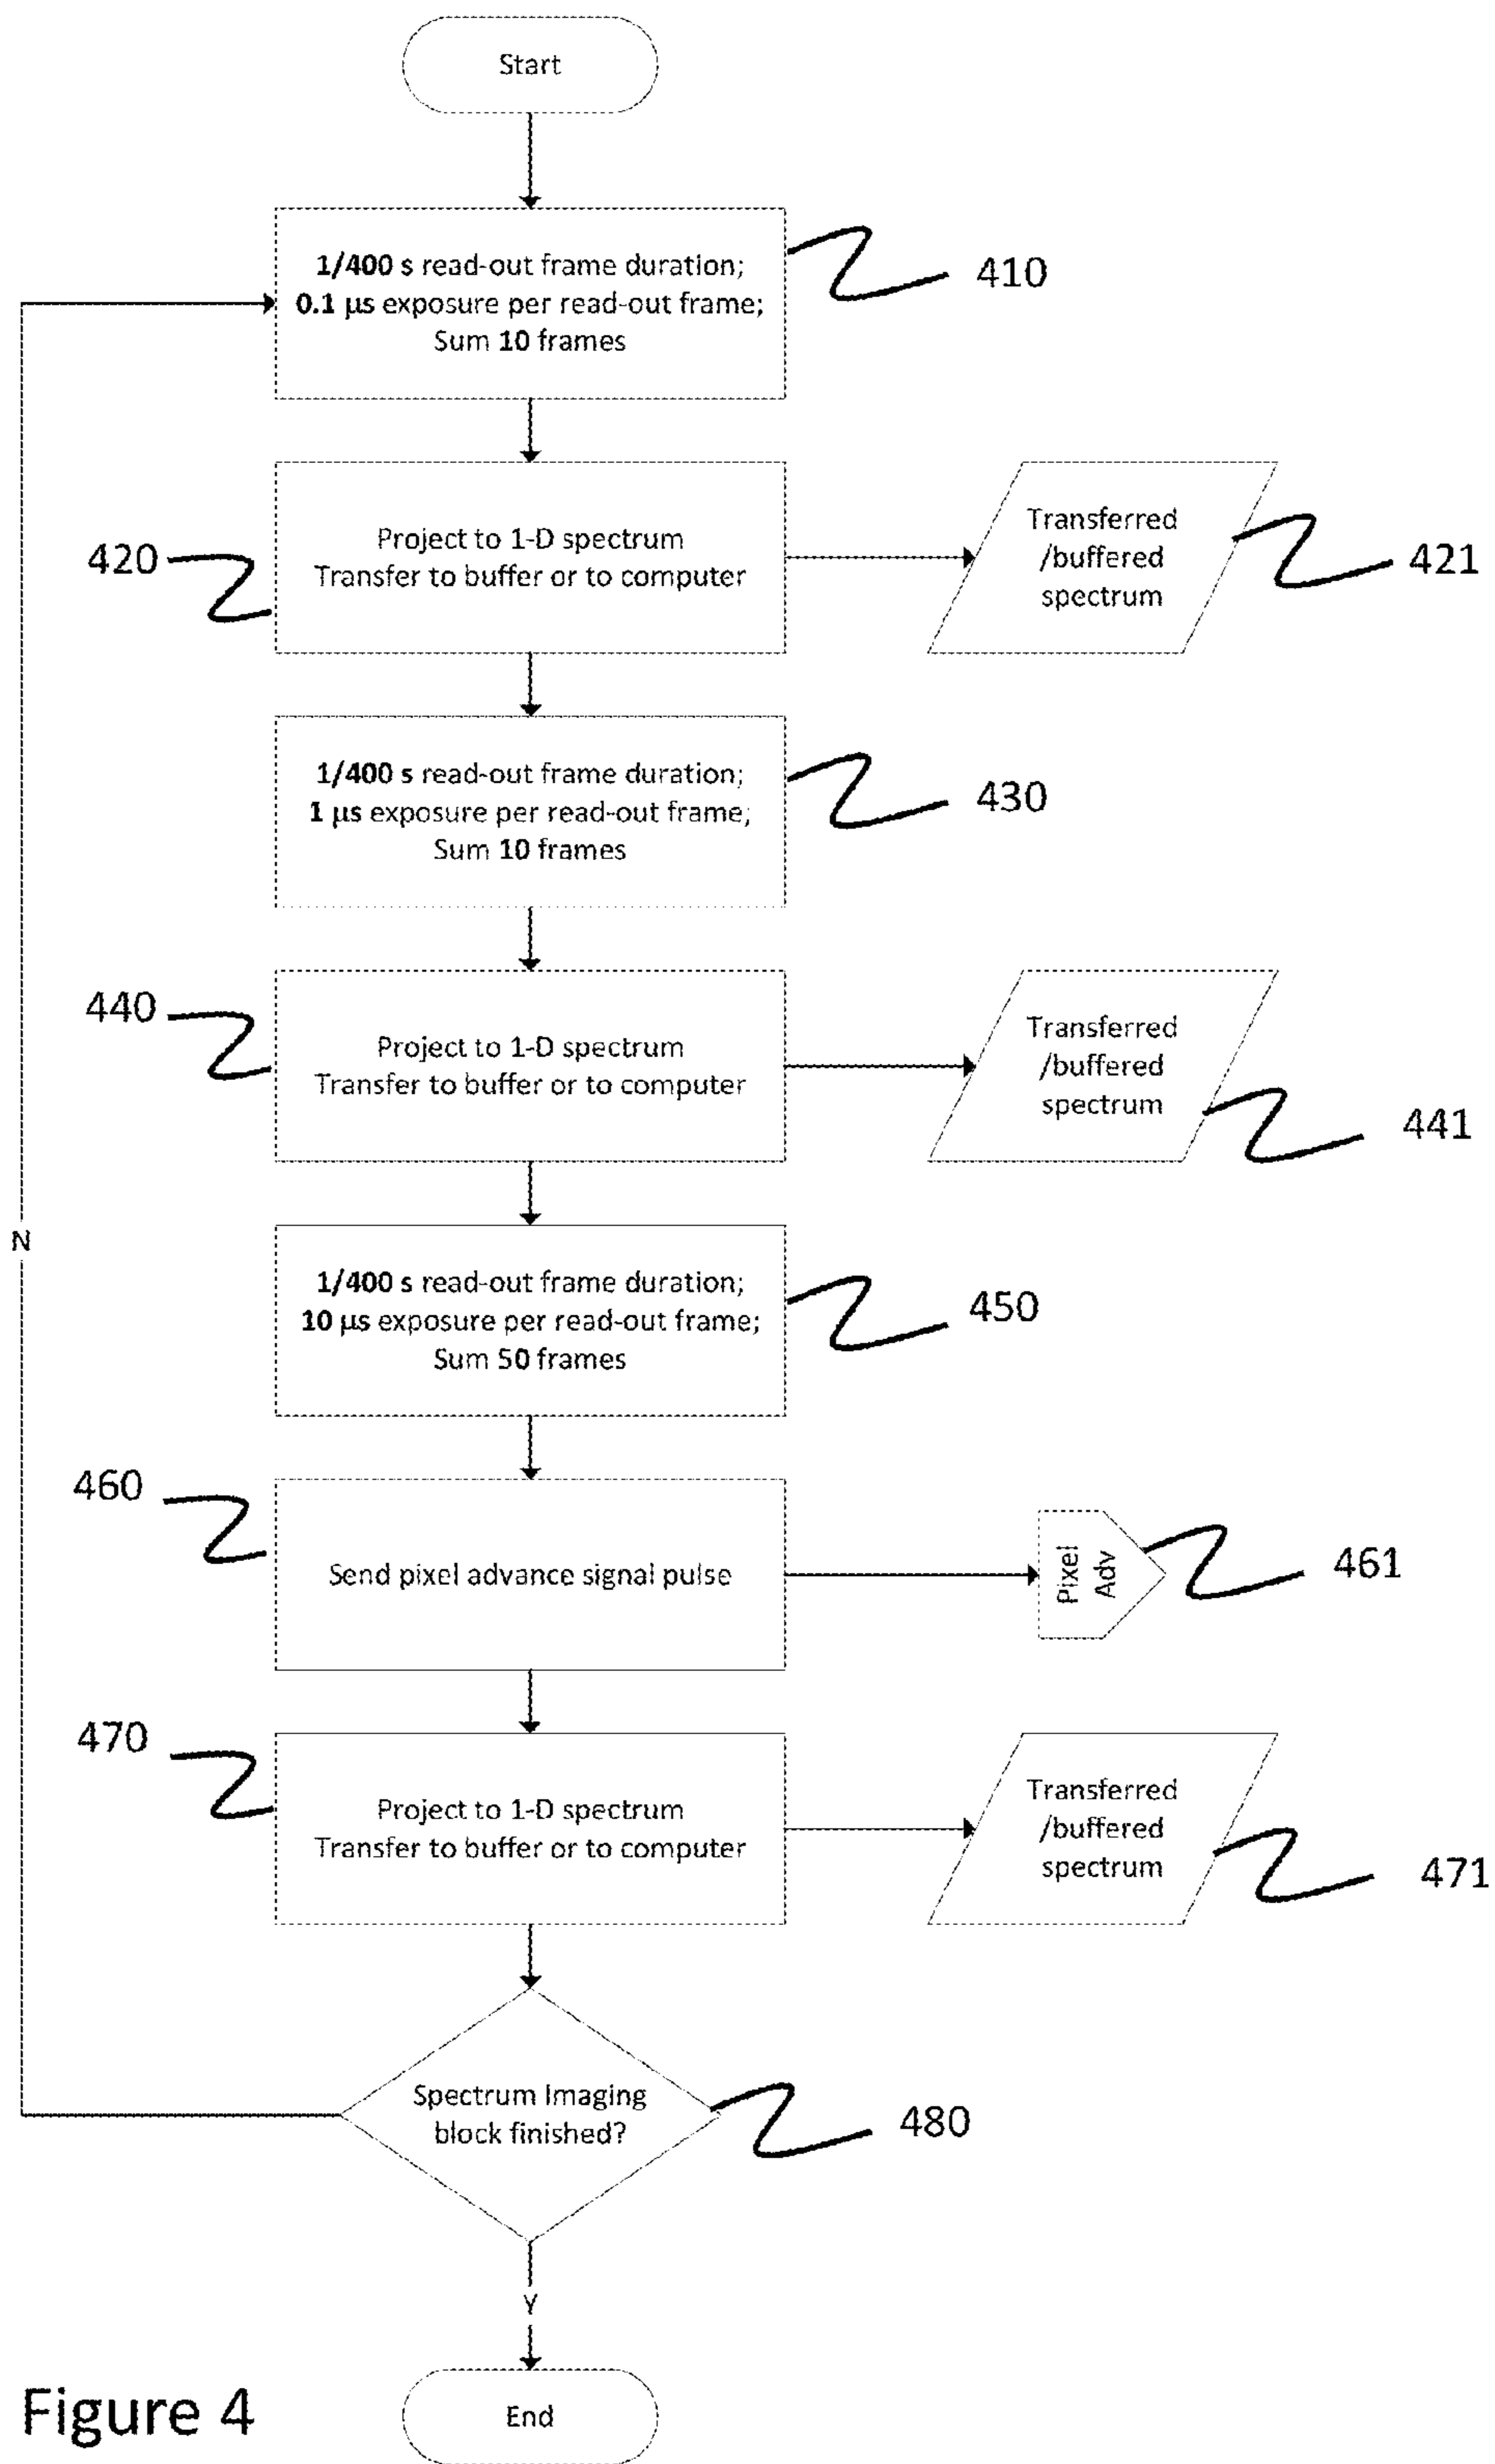 Start
1/400 s read-out frame duration;
0.1 µs exposure per read-out frame;
Sum 10 frames
410
Project to 1-D spectrum
Transfer to buffer or to computer
420
Transferred
/buffered
spectrum
421
1/400 s read-out frame duration;
1 µs exposure per read-out frame;
Sum 10 frames
430
Project to 1-D spectrum
Transfer to buffer or to computer
440
Transferred
/buffered
spectrum
441
N
1/400 s read-out frame duration;
10 µs exposure per read-out frame;
Sum 50 frames
450
460
Send pixel advance signal pulse
Pixel
Adv
461
470
Project to 1-D spectrum
Transfer to buffer or to computer
Transferred
/buffered
spectrum
471
Spectrum Imaging
block finished?
480
Y
End
Figure 4